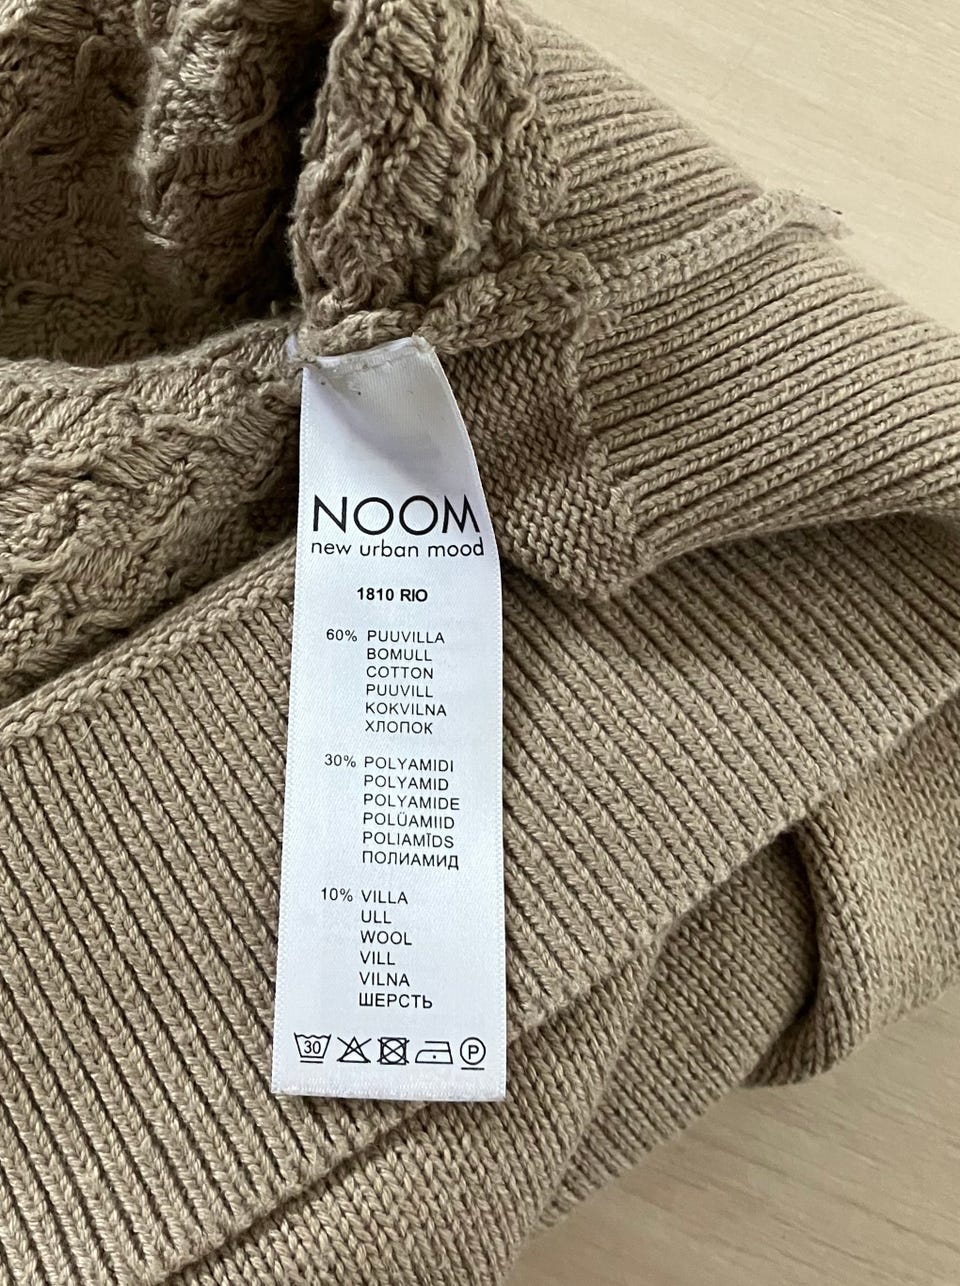 NOOM
new urban mood
1810 RIO
60% PUUVILLA
BOMULL
COTTON
PUUVILL
KOKVILNA
ХЛОПОК
30% POLYAMIDI
POLYAMID
POLYAMIDE
POLÜAMIID
POLIAMĪDS
ПОЛИАМИД
10% VILLA
ULL
WOOL
VILL
VILNA
ШЕРСТЬ
30 P